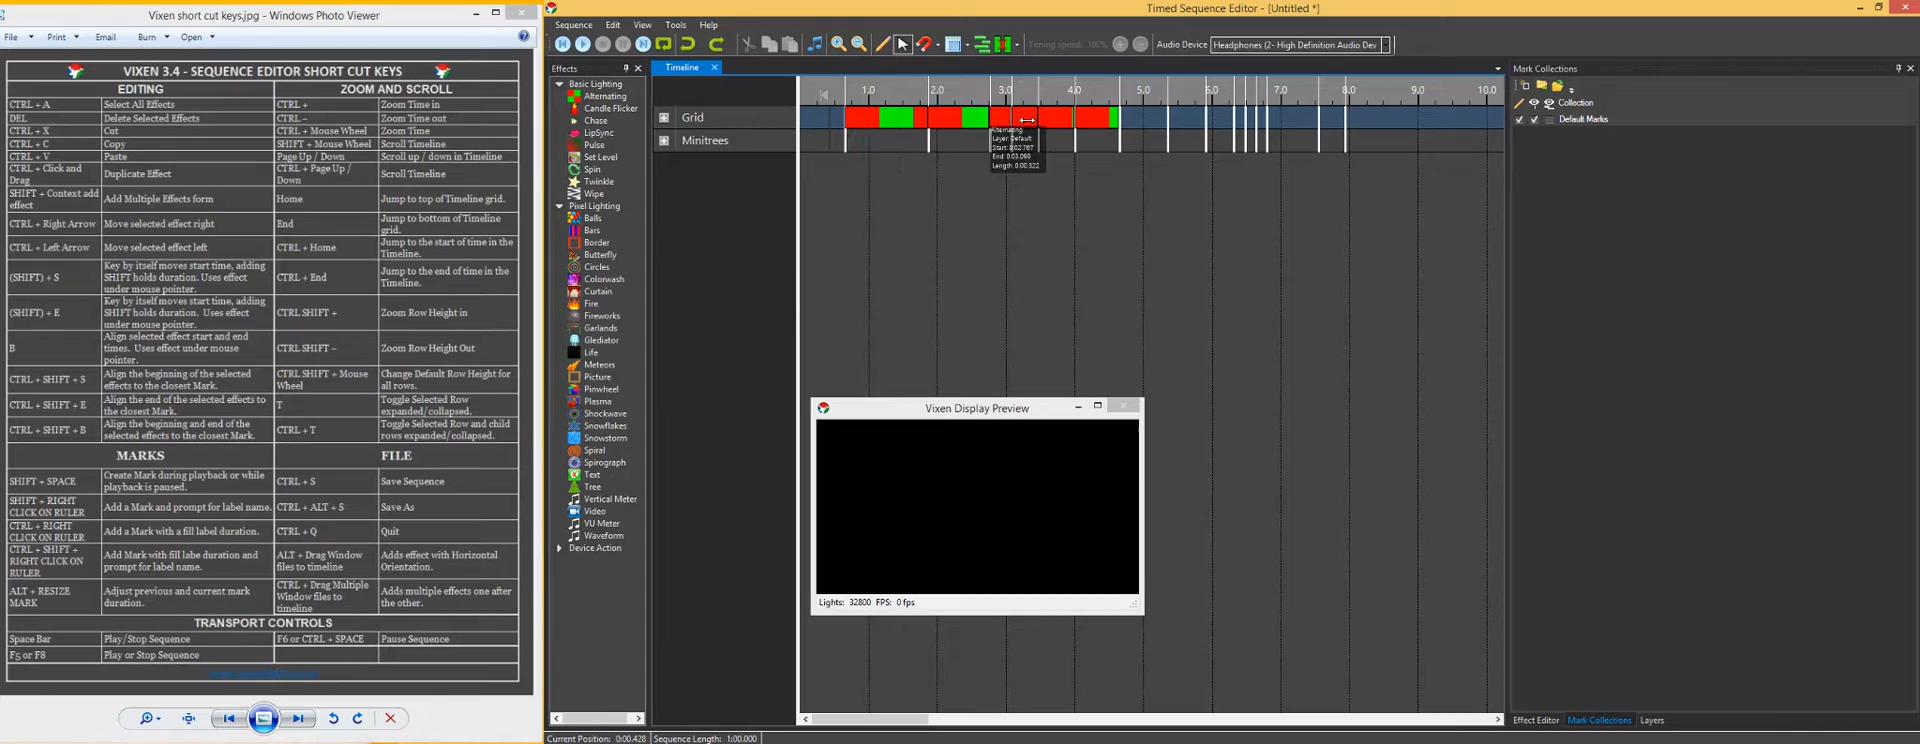 Vixen short cut keys.jpg - Windows Photo Viewer
File Print Email Burn Open
VIXEN 3.4 - SEQUENCE EDITOR SHORT CUT KEYS
EDITING ZOOM AND SCROLL
CTRL + A Select All Effects CTRL + Zoom Time in
DEL Delete Selected Effects CTRL – Zoom Time out
CTRL + X Cut CTRL + Mouse Wheel Zoom Time
CTRL + C Copy SHIFT + Mouse Wheel Scroll Timeline
CTRL + V Paste Page Up / Down Scroll up / down in Timeline
CTRL + Click and Drag Duplicate Effect CTRL + Page Up / Down Scroll Timeline
SHIFT + Context add effect Add Multiple Effects form Home Jump to top of Timeline grid.
CTRL + Right Arrow Move selected effect right End Jump to bottom of Timeline grid.
CTRL + Left Arrow Move selected effect left CTRL + Home Jump to the start of time in the Timeline.
(SHIFT) + S Key by itself moves start time, adding SHIFT holds duration. Uses effect under mouse pointer. CTRL + End Jump to the end of time in the Timeline.
(SHIFT) + E Key by itself moves start time, adding SHIFT holds duration. Uses effect under mouse pointer. CTRL SHIFT + Zoom Row Height in
B Align selected effect start and end times. Uses effect under mouse pointer. CTRL SHIFT – Zoom Row Height Out
CTRL + SHIFT + S Align the beginning of the selected effects to the closest Mark. CTRL SHIFT + Mouse Wheel Change Default Row Height for all rows.
CTRL + SHIFT + E Align the end of the selected effects to the closest Mark. T Toggle Selected Row expanded/collapsed.
CTRL + SHIFT + B Align the beginning and end of the selected effects to the closest Mark. CTRL + T Toggle Selected Row and child rows expanded/collapsed.
MARKS FILE
SHIFT + SPACE Create Mark during playback or while playback is paused. CTRL + S Save Sequence
SHIFT + RIGHT CLICK ON RULER Add a Mark and prompt for label name. CTRL + ALT + S Save As
CTRL + RIGHT CLICK ON RULER Add a Mark with a fill label duration. CTRL + Q Quit
CTRL + SHIFT + RIGHT CLICK ON RULER Add Mark with fill labe duration and prompt for label name. ALT + Drag Window files to timeline Adds effect with Horizontal Orientation.
ALT + RESIZE MARK Adjust previous and current mark duration. CTRL + Drag Multiple Window files to timeline Adds multiple effects one after the other.
TRANSPORT CONTROLS
Space Bar Play/Stop Sequence F6 or CTRL + SPACE Pause Sequence
F5 or F8 Play or Stop Sequence
Timed Sequence Editor - [Untitled *]
Sequence Edit View Tools Help
Timing speed: 100% Audio Device Headphones (2- High Definition Audio Dev
Effects
Basic Lighting
Alternating
Candle Flicker
Chase
LipSync
Pulse
Set Level
Spin
Twinkle
Wipe
Pixel Lighting
Balls
Bars
Border
Butterfly
Circles
Colorwash
Curtain
Fire
Fireworks
Garlands
Glediator
Life
Meteors
Picture
Pinwheel
Plasma
Shockwave
Snowflakes
Snowstorm
Spiral
Spirograph
Text
Tree
Vertical Meter
Video
VU Meter
Waveform
Device Action
Timeline
1.0 2.0 3.0 4.0 5.0 6.0 7.0 8.0 9.0 10.0
Grid
Minitrees
Alternating
Layer: Default
Start: 0:02.767
End: 0:03.090
Length: 0:00.322
Vixen Display Preview
Lights: 32800 FPS: 0 fps
Mark Collections
Collection
Default Marks
Effect Editor Mark Collections Layers
Current Position: 0:00.428 Sequence Length: 1:00.000